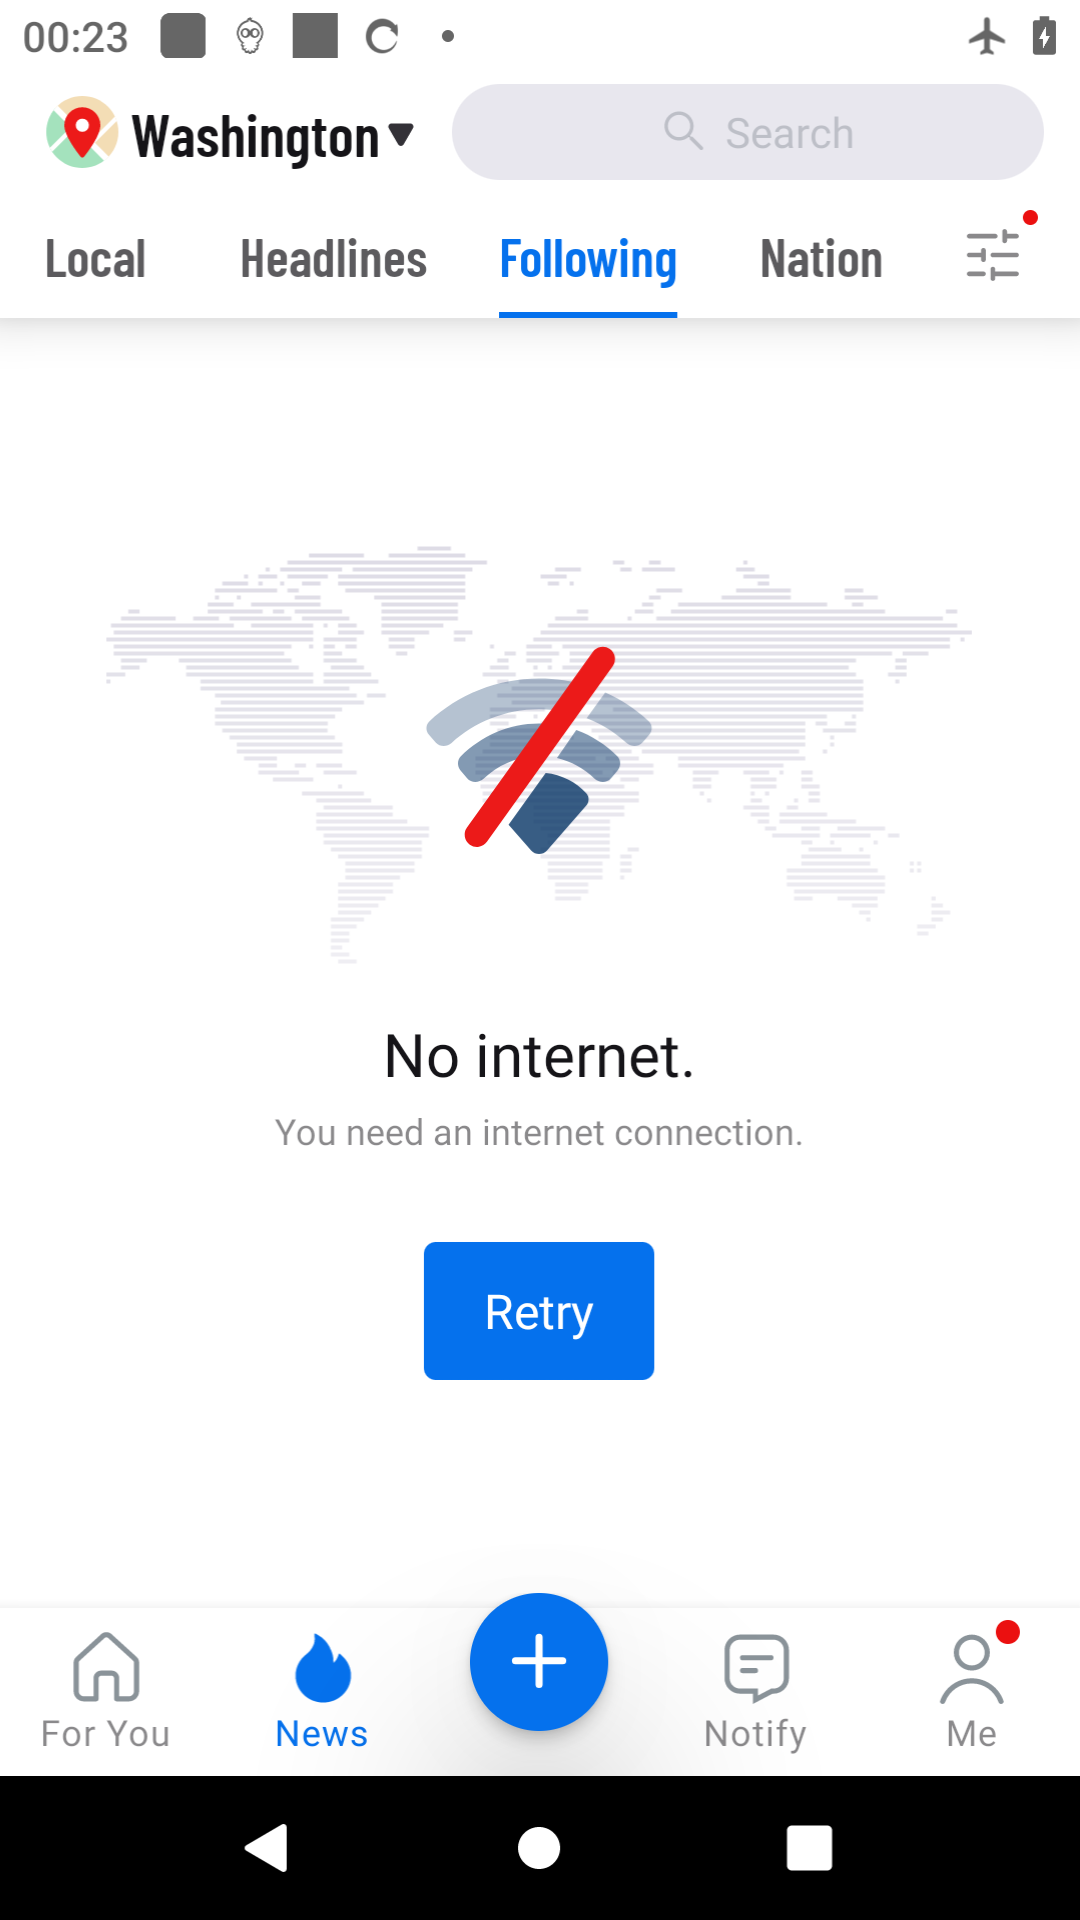 00:23
Washington
Search
Local Headlines Following Nation
No internet.
You need an internet connection.
Retry
For You News Notify Me